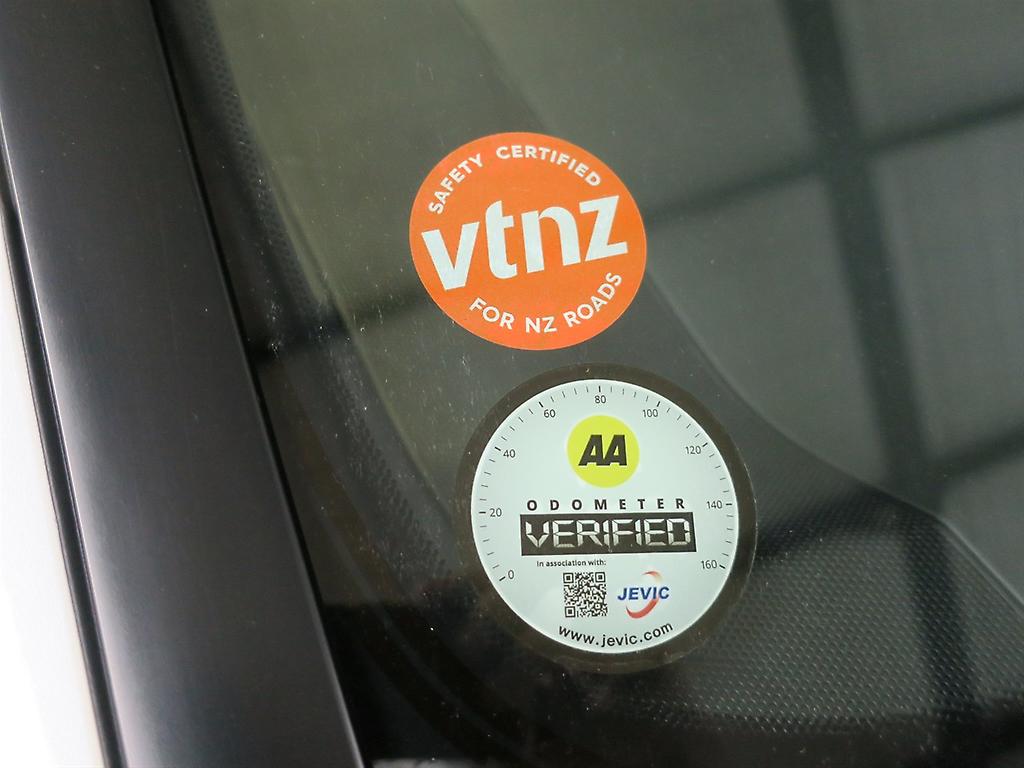 SAFETY CERTIFIED
vtnz
FOR NZ ROADS
0 20 40 60 80 100 120 140 160
AA
ODOMETER
VERIFIED
In association with:
JEVIC
www.jevic.com